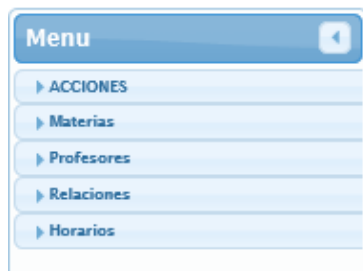 Menu
ACCIONES
Materias
Profesores
Relaciones
Horarios